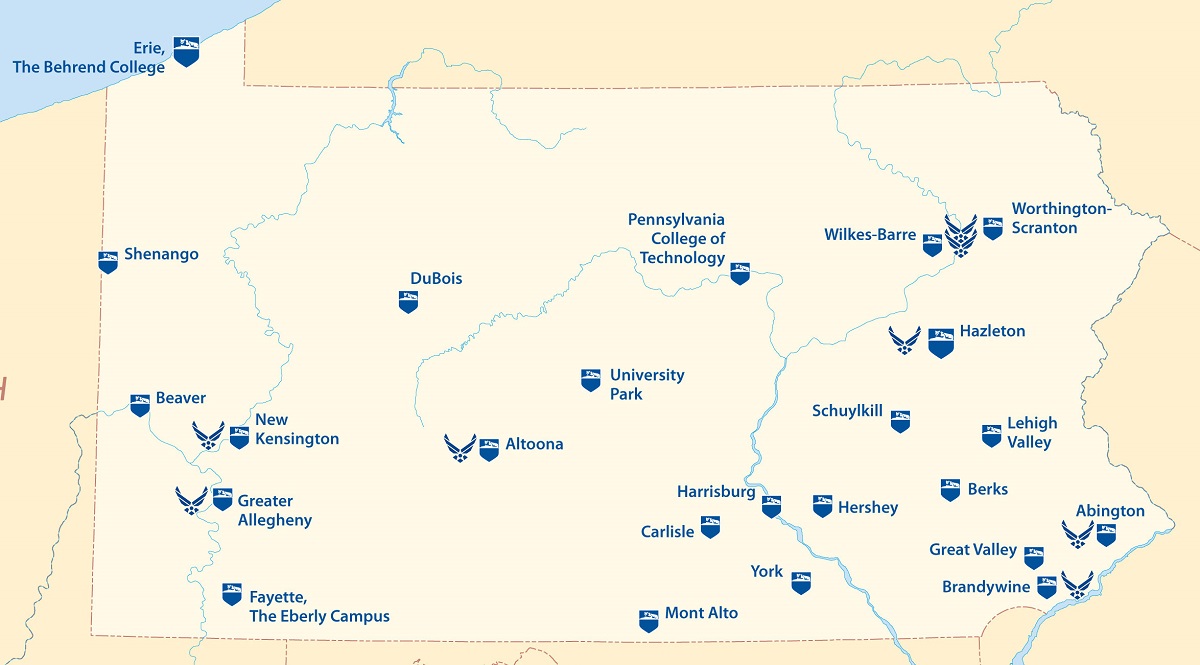 Erie,
The Behrend College
Worthington-
Scranton
Pennsylvania
College of
Technology
Wilkes-Barre
Shenango
DuBois
Hazleton
University
Park
H
Beaver
Schuylkill
New
Kensington
Lehigh
Valley
Altoona
Harrisburg
Berks
Greater
Allegheny
Hershey
Abington
Carlisle
Great Valley
York
Brandywine
Fayette,
The Eberly Campus
Mont Alto